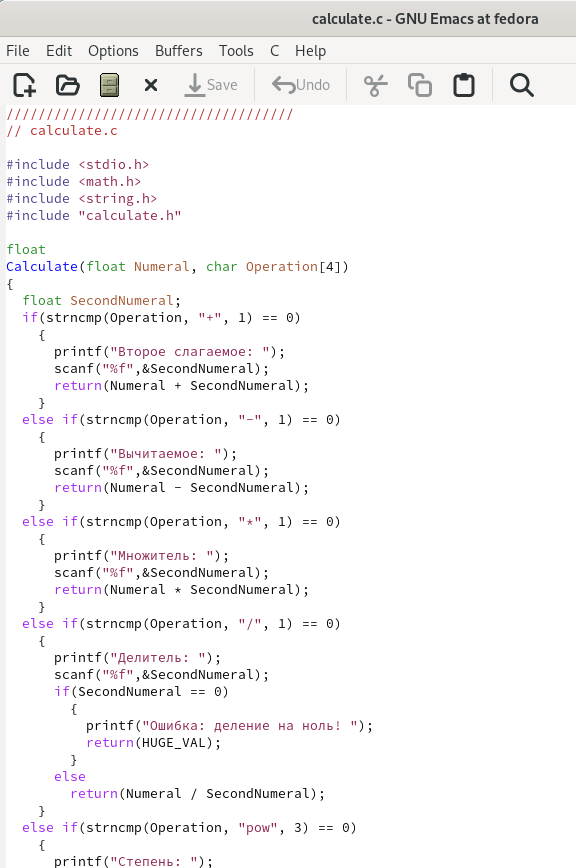 calculate.c - GNU Emacs at fedora
File Edit Options Buffers Tools C Help
Save Undo
////////////////////////////////////
// calculate.c

#include <stdio.h>
#include <math.h>
#include <string.h>
#include "calculate.h"

float
Calculate(float Numeral, char Operation[4])
{
  float SecondNumeral;
  if(strncmp(Operation, "+", 1) == 0)
    {
      printf("Второе слагаемое: ");
      scanf("%f",&SecondNumeral);
      return(Numeral + SecondNumeral);
    }
  else if(strncmp(Operation, "-", 1) == 0)
    {
      printf("Вычитаемое: ");
      scanf("%f",&SecondNumeral);
      return(Numeral - SecondNumeral);
    }
  else if(strncmp(Operation, "*", 1) == 0)
    {
      printf("Множитель: ");
      scanf("%f",&SecondNumeral);
      return(Numeral * SecondNumeral);
    }
  else if(strncmp(Operation, "/", 1) == 0)
    {
      printf("Делитель: ");
      scanf("%f",&SecondNumeral);
      if(SecondNumeral == 0)
        {
          printf("Ошибка: деление на ноль! ");
          return(HUGE_VAL);
        }
      else
        return(Numeral / SecondNumeral);
    }
  else if(strncmp(Operation, "pow", 3) == 0)
    {
      printf("Степень: ");